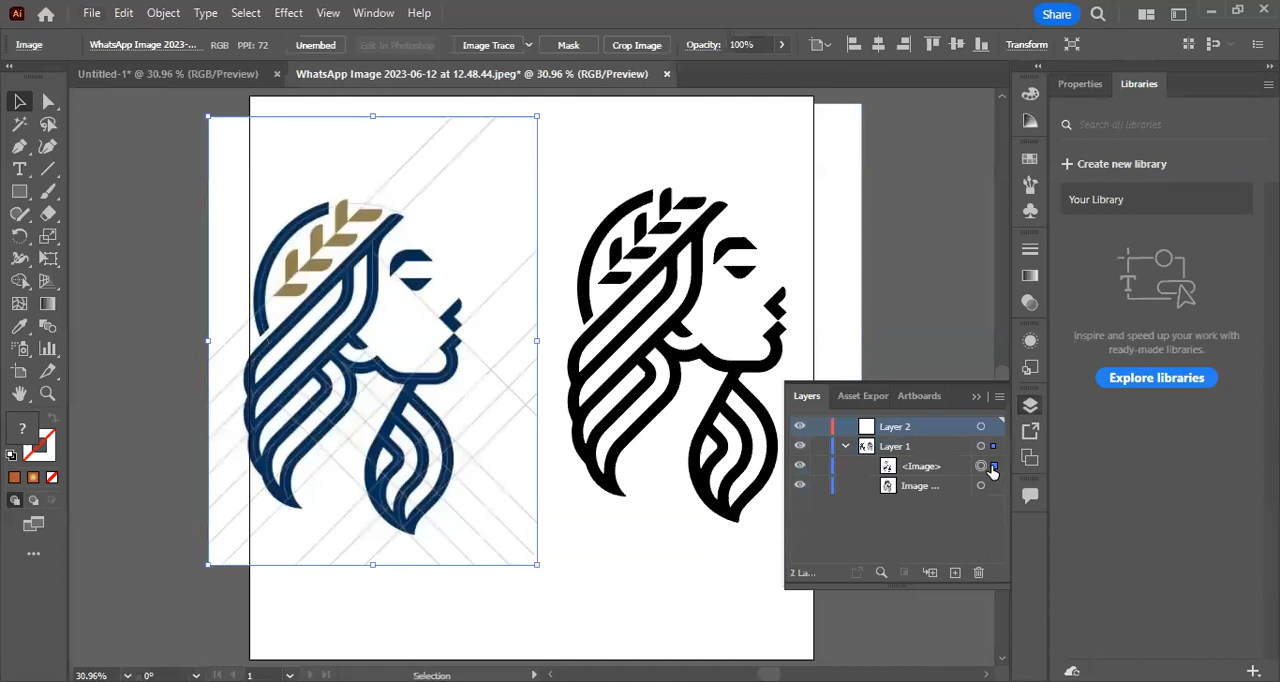 Ai File Edit Object Type Select Effect View Window Help Share
Image WhatsApp Image 2023-... RGB PPI: 72 Unembed Edit In Photoshop Image Trace Mask Crop Image Opacity: 100% Transform
Untitled-1* @ 30.96 % (RGB/Preview) × WhatsApp Image 2023-06-12 at 12.48.44.jpeg* @ 30.96 % (RGB/Preview) ×
Properties Libraries
Search all libraries
Create new library
Your Library
Inspire and speed up your work with
ready-made libraries.
Explore libraries
Layers Asset Expor Artboards
Layer 2
Layer 1
<Image>
Image ...
2 La...
?
30.96% 0° 1 Selection